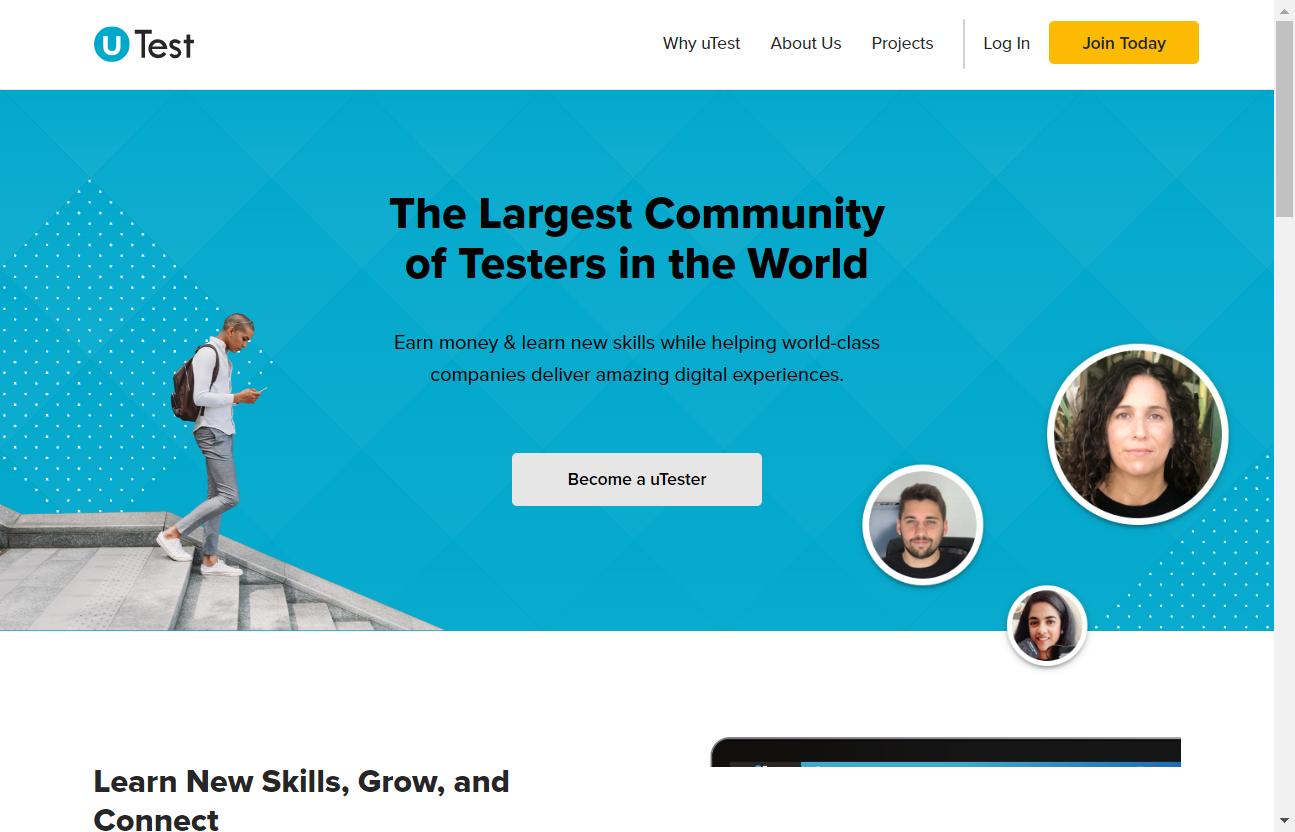 uTest
Why uTest
About Us
Projects
Log In
Join Today
The Largest Community
of Testers in the World
Earn money & learn new skills while helping world-class
companies deliver amazing digital experiences.
Become a uTester
Learn New Skills, Grow, and
Connect